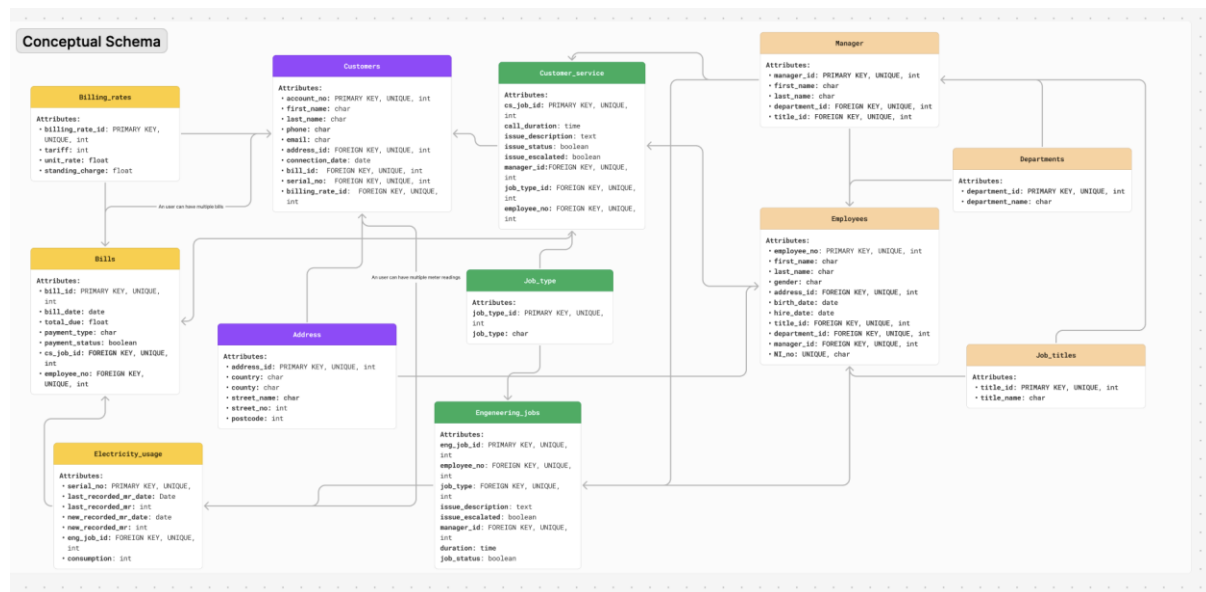 Conceptual Schema
Billing_rates
Attributes:
• billing_rate_id: PRIMARY KEY,
UNIQUE, int
• tariff: int
• unit_rate: float
• standing_charge: float
Customers
Attributes:
• account_no: PRIMARY KEY, UNIQUE, int
• first_name: char
• last_name: char
• phone: char
• email: char
• address_id: FOREIGN KEY, UNIQUE, int
• connection_date: date
• bill_id: FOREIGN KEY, UNIQUE, int
• serial_no: FOREIGN KEY, UNIQUE, int
• billing_rate_id: FOREIGN KEY, UNIQUE,
int
Customer_service
Attributes:
cs_job_id: PRIMARY KEY, UNIQUE,
int
call_duration: time
issue_description: text
issue_status: boolean
issue_escalated: boolean
manager_id:FOREIGN KEY, UNIQUE,
int
job_type_id: FOREIGN KEY, UNIQUE,
int
employee_no: FOREIGN KEY, UNIQUE,
int
Manager
Attributes:
• manager_id: PRIMARY KEY, UNIQUE, int
• first_name: char
• last_name: char
• department_id: FOREIGN KEY, UNIQUE, int
• title_id: FOREIGN KEY, UNIQUE, int
Departments
Attributes:
• department_id: PRIMARY KEY, UNIQUE, int
• department_name: char
An user can have multiple bills
Employees
Attributes:
• employee_no: PRIMARY KEY, UNIQUE, int
• first_name: char
• last_name: char
• gender: char
• address_id: FOREIGN KEY, UNIQUE, int
• birth_date: date
• hire_date: date
• title_id: FOREIGN KEY, UNIQUE, int
• department_id: FOREIGN KEY, UNIQUE, int
• manager_id: FOREIGN KEY, UNIQUE, int
• NI_no: UNIQUE, char
Bills
Attributes:
• bill_id: PRIMARY KEY, UNIQUE,
int
• bill_date: date
• total_due: float
• payment_type: char
• payment_status: boolean
• cs_job_id: FOREIGN KEY, UNIQUE,
int
• employee_no: FOREIGN KEY,
UNIQUE, int
An user can have multiple meter readings
Job_type
Attributes:
job_type_id: PRIMARY KEY, UNIQUE,
int
job_type: char
Address
Attributes:
• address_id: PRIMARY KEY, UNIQUE, int
• country: char
• county: char
• street_name: char
• street_no: int
• postcode: int
Job_titles
Attributes:
• title_id: PRIMARY KEY, UNIQUE, int
• title_name: char
Engeneering_jobs
Attributes:
eng_job_id: PRIMARY KEY, UNIQUE,
int
employee_no: FOREIGN KEY, UNIQUE,
int
job_type: FOREIGN KEY, UNIQUE,
int
issue_description: text
issue_escalated: boolean
manager_id: FOREIGN KEY, UNIQUE,
int
duration: time
job_status: boolean
Electricity_usage
Attributes:
• serial_no: PRIMARY KEY, UNIQUE,
• last_recorded_mr_date: Date
• last_recorded_mr: int
• new_recorded_mr_date: date
• new_recorded_mr: int
• eng_job_id: FOREIGN KEY, UNIQUE,
int
• consumption: int